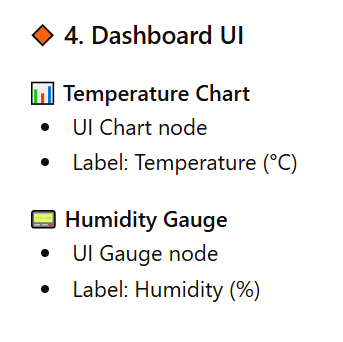 🔶 4. Dashboard UI
📊 Temperature Chart
• UI Chart node
• Label: Temperature (°C)
📟 Humidity Gauge
• UI Gauge node
• Label: Humidity (%)